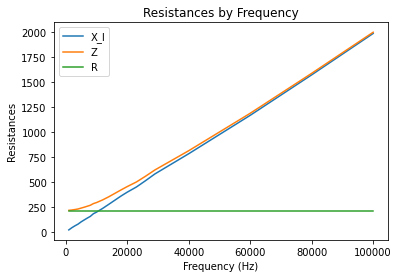 Resistances by Frequency
X_l
Z
R
2000
1750
1500
1250
1000
750
500
250
0
Resistances
0
20000
40000
60000
80000
100000
Frequency (Hz)